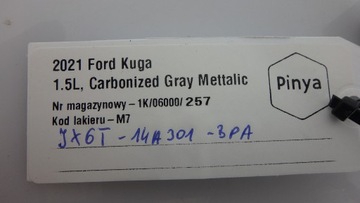 2021 Ford Kuga
1.5L, Carbonized Gray Mettalic
Pinya
Nr magazynowy – 1K/06000/257
Kod lakieru – M7
JX6T-14A301-BPA